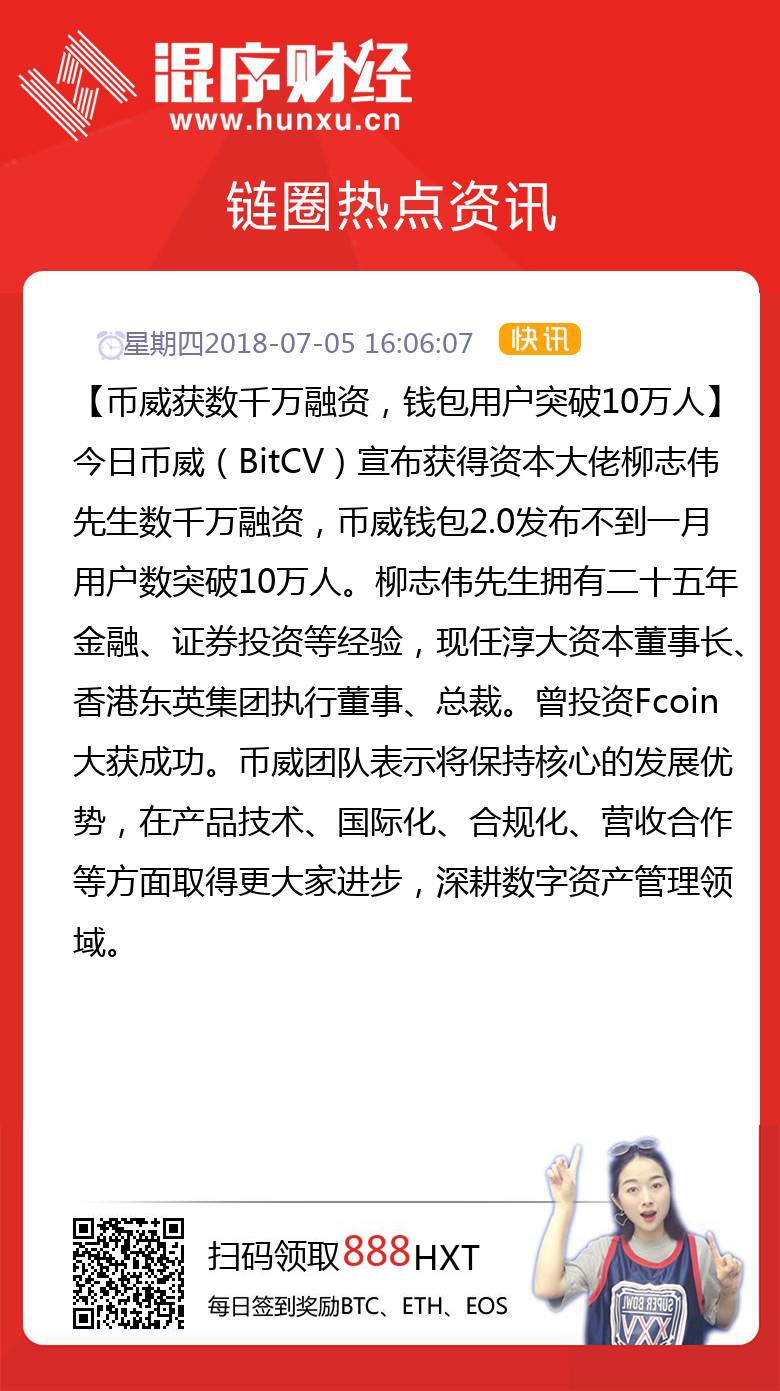 混序财经
www.hunxu.cn
链圈热点资讯
星期四2018-07-05 16:06:07 快讯
【币威获数千万融资，钱包用户突破10万人】
今日币威（BitCV）宣布获得资本大佬柳志伟
先生数千万融资，币威钱包2.0发布不到一月
用户数突破10万人。柳志伟先生拥有二十五年
金融、证券投资等经验，现任淳大资本董事长、
香港东英集团执行董事、总裁。曾投资Fcoin
大获成功。币威团队表示将保持核心的发展优
势，在产品技术、国际化、合规化、营收合作
等方面取得更大家进步，深耕数字资产管理领
域。
扫码领取888HXT
每日签到奖励BTC、ETH、EOS
SUPER BOWL
XXV